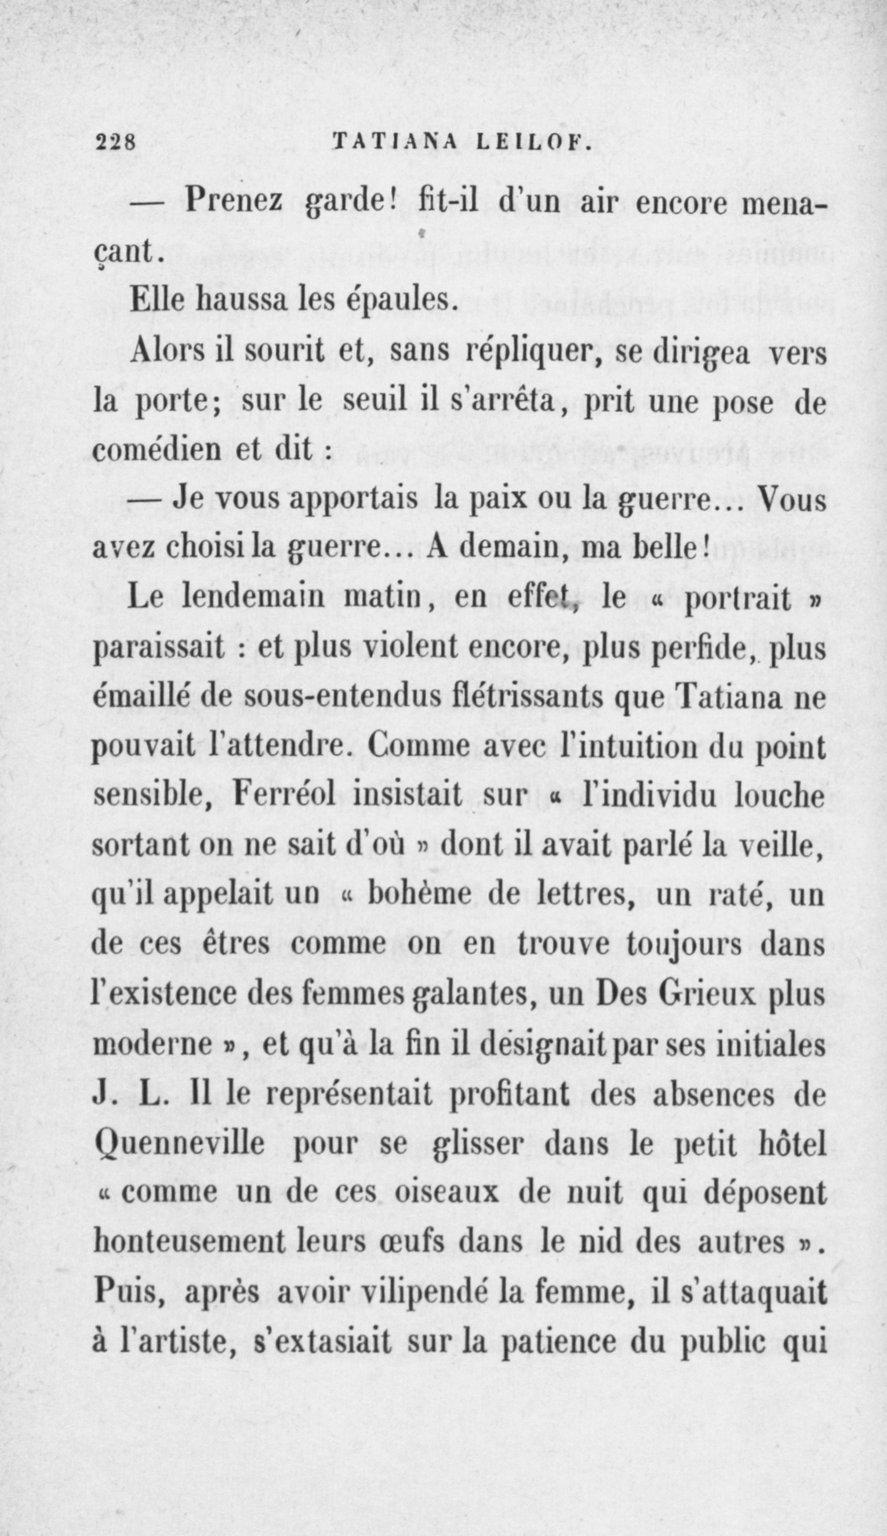 228 TATIANA LEILOF.
— Prenez garde! fit-il d'un air encore mena-
çant.
Elle haussa les épaules.
Alors il sourit et, sans répliquer, se dirigea vers
la porte; sur le seuil il s'arrêta, prit une pose de
comédien et dit :
— Je vous apportais la paix ou la guerre... Vous
avez choisi la guerre... A demain, ma belle!
Le lendemain matin, en effet, le « portrait »
paraissait : et plus violent encore, plus perfide, plus
émaillé de sous-entendus flétrissants que Tatiana ne
pouvait l'attendre. Comme avec l'intuition du point
sensible, Ferréol insistait sur « l'individu louche
sortant on ne sait d'où » dont il avait parlé la veille,
qu'il appelait un « bohème de lettres, un raté, un
de ces êtres comme on en trouve toujours dans
l'existence des femmes galantes, un Des Grieux plus
moderne », et qu'à la fin il désignait par ses initiales
J. L. Il le représentait profitant des absences de
Quenneville pour se glisser dans le petit hôtel
« comme un de ces oiseaux de nuit qui déposent
honteusement leurs œufs dans le nid des autres ».
Puis, après avoir vilipendé la femme, il s'attaquait
à l'artiste, s'extasiait sur la patience du public qui